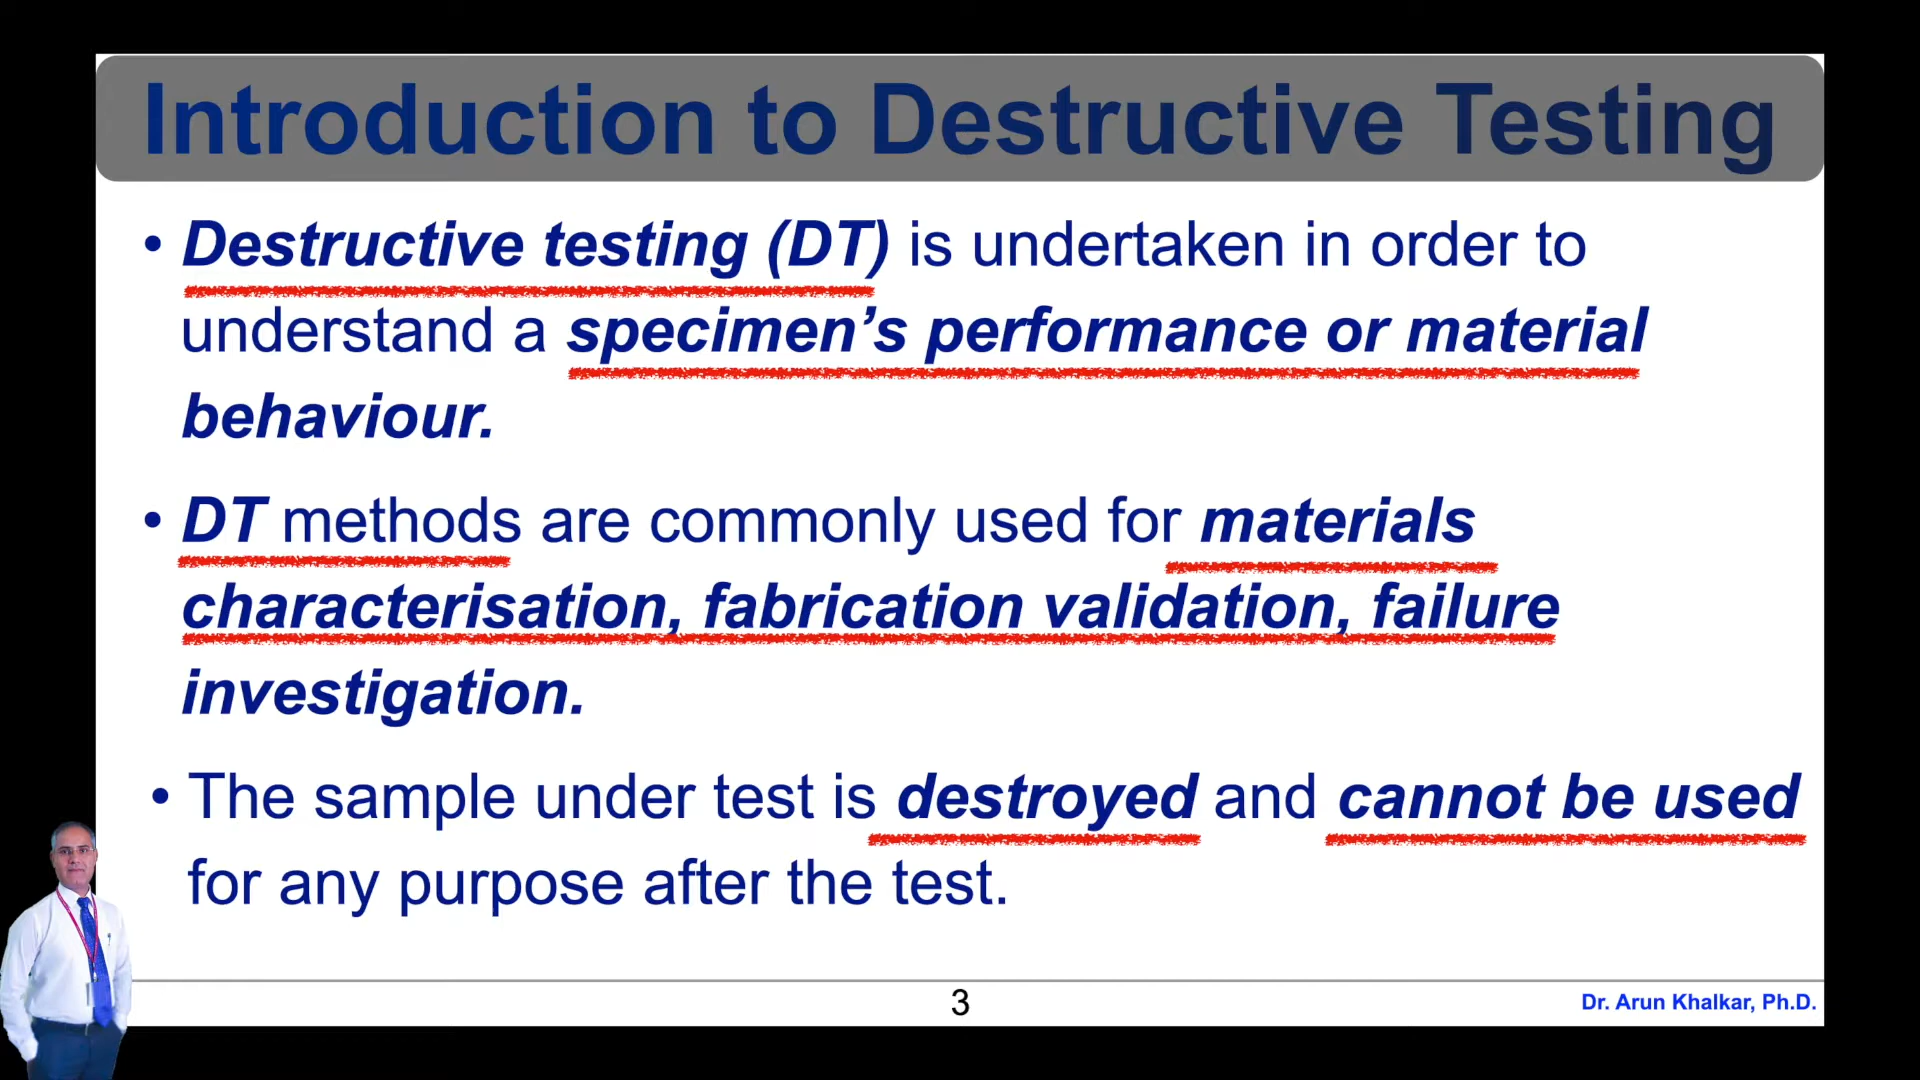 Introduction to Destructive Testing
• Destructive testing (DT) is undertaken in order to
understand a specimen’s performance or material
behaviour.
• DT methods are commonly used for materials
characterisation, fabrication validation, failure
investigation.
• The sample under test is destroyed and cannot be used
for any purpose after the test.
3
Dr. Arun Khalkar, Ph.D.